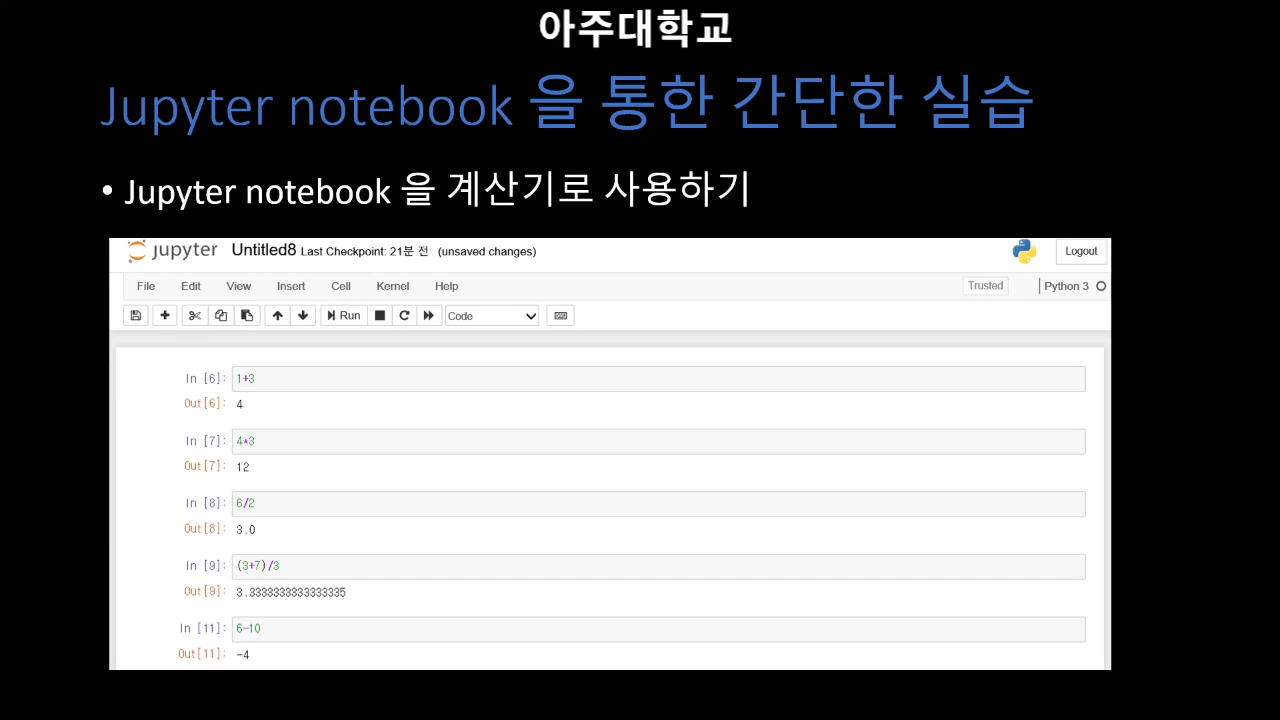 아주대학교
Jupyter notebook 을 통한 간단한 실습
• Jupyter notebook 을 계산기로 사용하기
jupyter Untitled8 Last Checkpoint: 21분 전 (unsaved changes) Logout
File Edit View Insert Cell Kernel Help Trusted Python 3
Run Code
In [6]: 1+3
Out[6]: 4
In [7]: 4*3
Out[7]: 12
In [8]: 6/2
Out[8]: 3.0
In [9]: (3+7)/3
Out[9]: 3.3333333333333335
In [11]: 6-10
Out[11]: -4